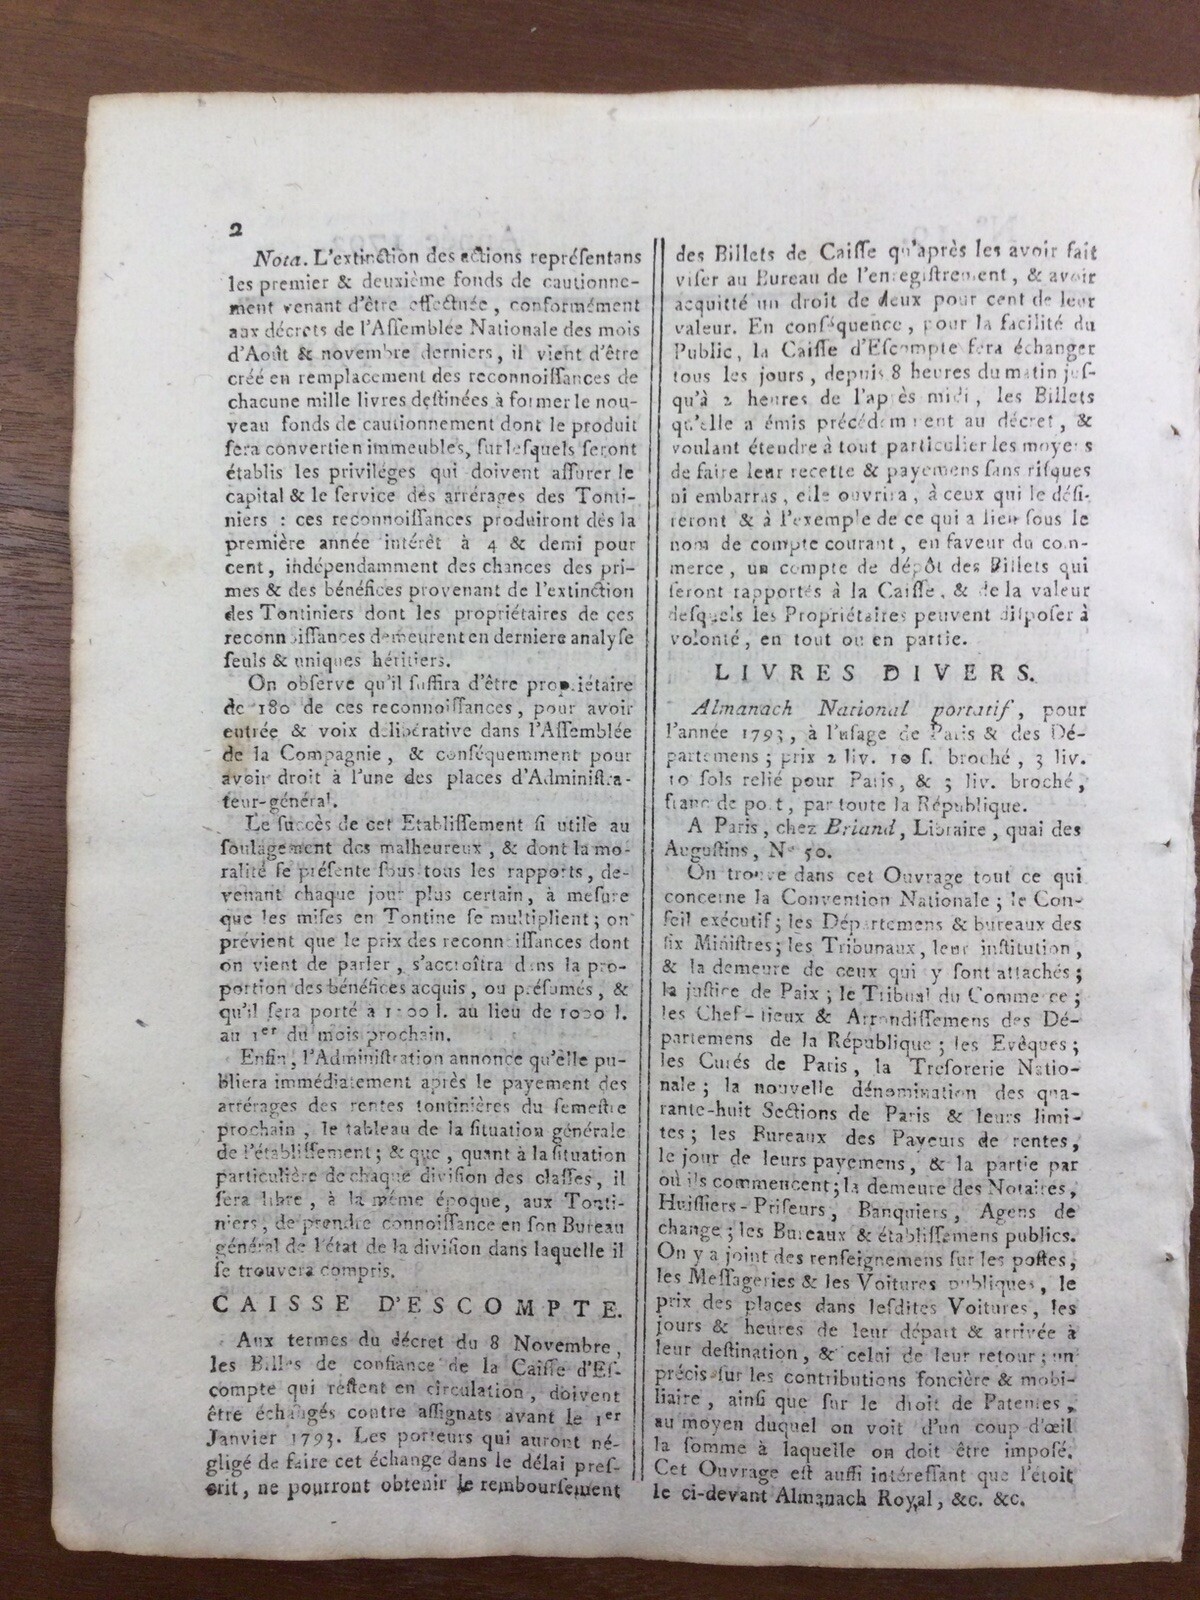 2
Nota. L'extinction des actions repréſentans
les premier & deuxième fonds de cautionne-
ment venant d'être effectuée, conformément
aux décrets de l'Aſſemblée Nationale des mois
d'Août & novembre derniers, il vient d'être
créé en remplacement des reconnoiſſances de
chacune mille livres deſtinées à former le nou-
veau fonds de cautionnement dont le produit
ſera converti en immeubles, ſur leſquels ſeront
établis les priviléges qui doivent aſſurer le
capital & le ſervice des arrérages des Tonti-
niers : ces reconnoiſſances produiront dès la
première année intérêt à 4 & demi pour
cent, indépendamment des chances des pri-
mes & des bénéfices provenant de l'extinction
des Tontiniers dont les propriétaires de ces
reconnoiſſances demeurent en derniere analyſe
ſeuls & uniques héritiers.
On obſerve qu'il ſuffira d'être propriétaire
de 180 de ces reconnoiſſances, pour avoir
entrée & voix délibérative dans l'Aſſemblée
de la Compagnie, & conſéquemment pour
avoir droit à l'une des places d'Adminiſtra-
teur-général.
Le ſuccès de cet Etabliſſement ſi utile au
ſoulagement des malheureux, & dont la mo-
ralité ſe préſente ſous tous les rapports, de-
venant chaque jour plus certain, à meſure
que les miſes en Tontine ſe multiplient ; on
prévient que le prix des reconnoiſſances dont
on vient de parler, s'accroîtra dans la pro-
portion des bénéfices acquis, ou préſumés, &
qu'il ſera porté à l. au lieu de 1000 l.
au 1er du mois prochain.
Enfin, l'Adminiſtration annonce qu'elle pu-
bliera immédiatement après le payement des
arrérages des rentes tontinières du ſemeſtre
prochain, le tableau de la ſituation générale
de l'établiſſement ; & que, quant à la ſituation
particulière de chaque diviſion des claſſes, il
ſera libre, à la même époque, aux Tonti-
niers, de prendre connoiſſance en ſon Bureau
général de l'état de la diviſion dans laquelle il
ſe trouvera compris.
CAISSE D'ESCOMPTE.
Aux termes du décret du 8 Novembre,
les Billets de confiance de la Caiſſe d'Eſ-
compte qui reſtent en circulation, doivent
être échangés contre aſſignats avant le 1er
Janvier 1793. Les porteurs qui auront né-
gligé de faire cet échange dans le délai preſ-
crit, ne pourront obtenir le rembourſement
des Billets de Caiſſe qu'après les avoir fait
viſer au Bureau de l'enregiſtrement, & avoir
acquitté un droit de deux pour cent de leur
valeur. En conſéquence, pour la facilité du
Public, la Caiſſe d'Eſcompte fera échanger
tous les jours, depuis 8 heures du matin juſ-
qu'à 2 heures de l'après midi, les Billets
qu'elle a émis précédemment au décret, &
voulant étendre à tout particulier les moyens
de faire leur recette & payemens ſans riſques
ni embarras, elle ouvrira, à ceux qui le déſi-
reront & à l'exemple de ce qui a lieu ſous le
nom de compte courant, en faveur du com-
merce, un compte de dépôt des Billets qui
ſeront rapportés à la Caiſſe, & de la valeur
deſquels les Propriétaires peuvent diſpoſer à
volonté, en tout ou en partie.
LIVRES DIVERS.
Almanach National portatif, pour
l'année 1793, à l'uſage de Paris & des Dé-
partemens ; prix 2 liv. 10 ſ. broché, 3 liv.
10 ſols relié pour Paris, & 3 liv. broché,
franc de port, par toute la République.
A Paris, chez Briand, Libraire, quai des
Auguſtins, N° 50.
On trouve dans cet Ouvrage tout ce qui
concerne la Convention Nationale ; le Con-
ſeil exécutif ; les Départemens & bureaux des
ſix Miniſtres ; les Tribunaux, leur inſtitution,
& la demeure de ceux qui y ſont attachés ;
la juſtice de Paix ; le Tribunal du Commerce ;
les Chef-lieux & Arrondiſſemens des Dé-
partemens de la République ; les Evêques ;
les Curés de Paris, la Treſorerie Natio-
nale ; la nouvelle dénomination des qua-
rante-huit Sections de Paris & leurs limi-
tes ; les Bureaux des Payeurs de rentes,
le jour de leurs payemens, & la partie par
où ils commencent ; la demeure des Notaires,
Huiſſiers-Priſeurs, Banquiers, Agens de
change ; les Bureaux & établiſſemens publics.
On y a joint des renſeignemens ſur les poſtes,
les Meſſageries & les Voitures publiques, le
prix des places dans leſdites Voitures, les
jours & heures de leur départ & arrivée à
leur deſtination, & celui de leur retour ; un
précis ſur les contributions foncière & mobi-
liaire, ainſi que ſur le droit de Patentes,
au moyen duquel on voit d'un coup d'œil
la ſomme à laquelle on doit être impoſé.
Cet Ouvrage eſt auſſi intéreſſant que l'étoit
le ci-devant Almanach Royal, &c. &c.